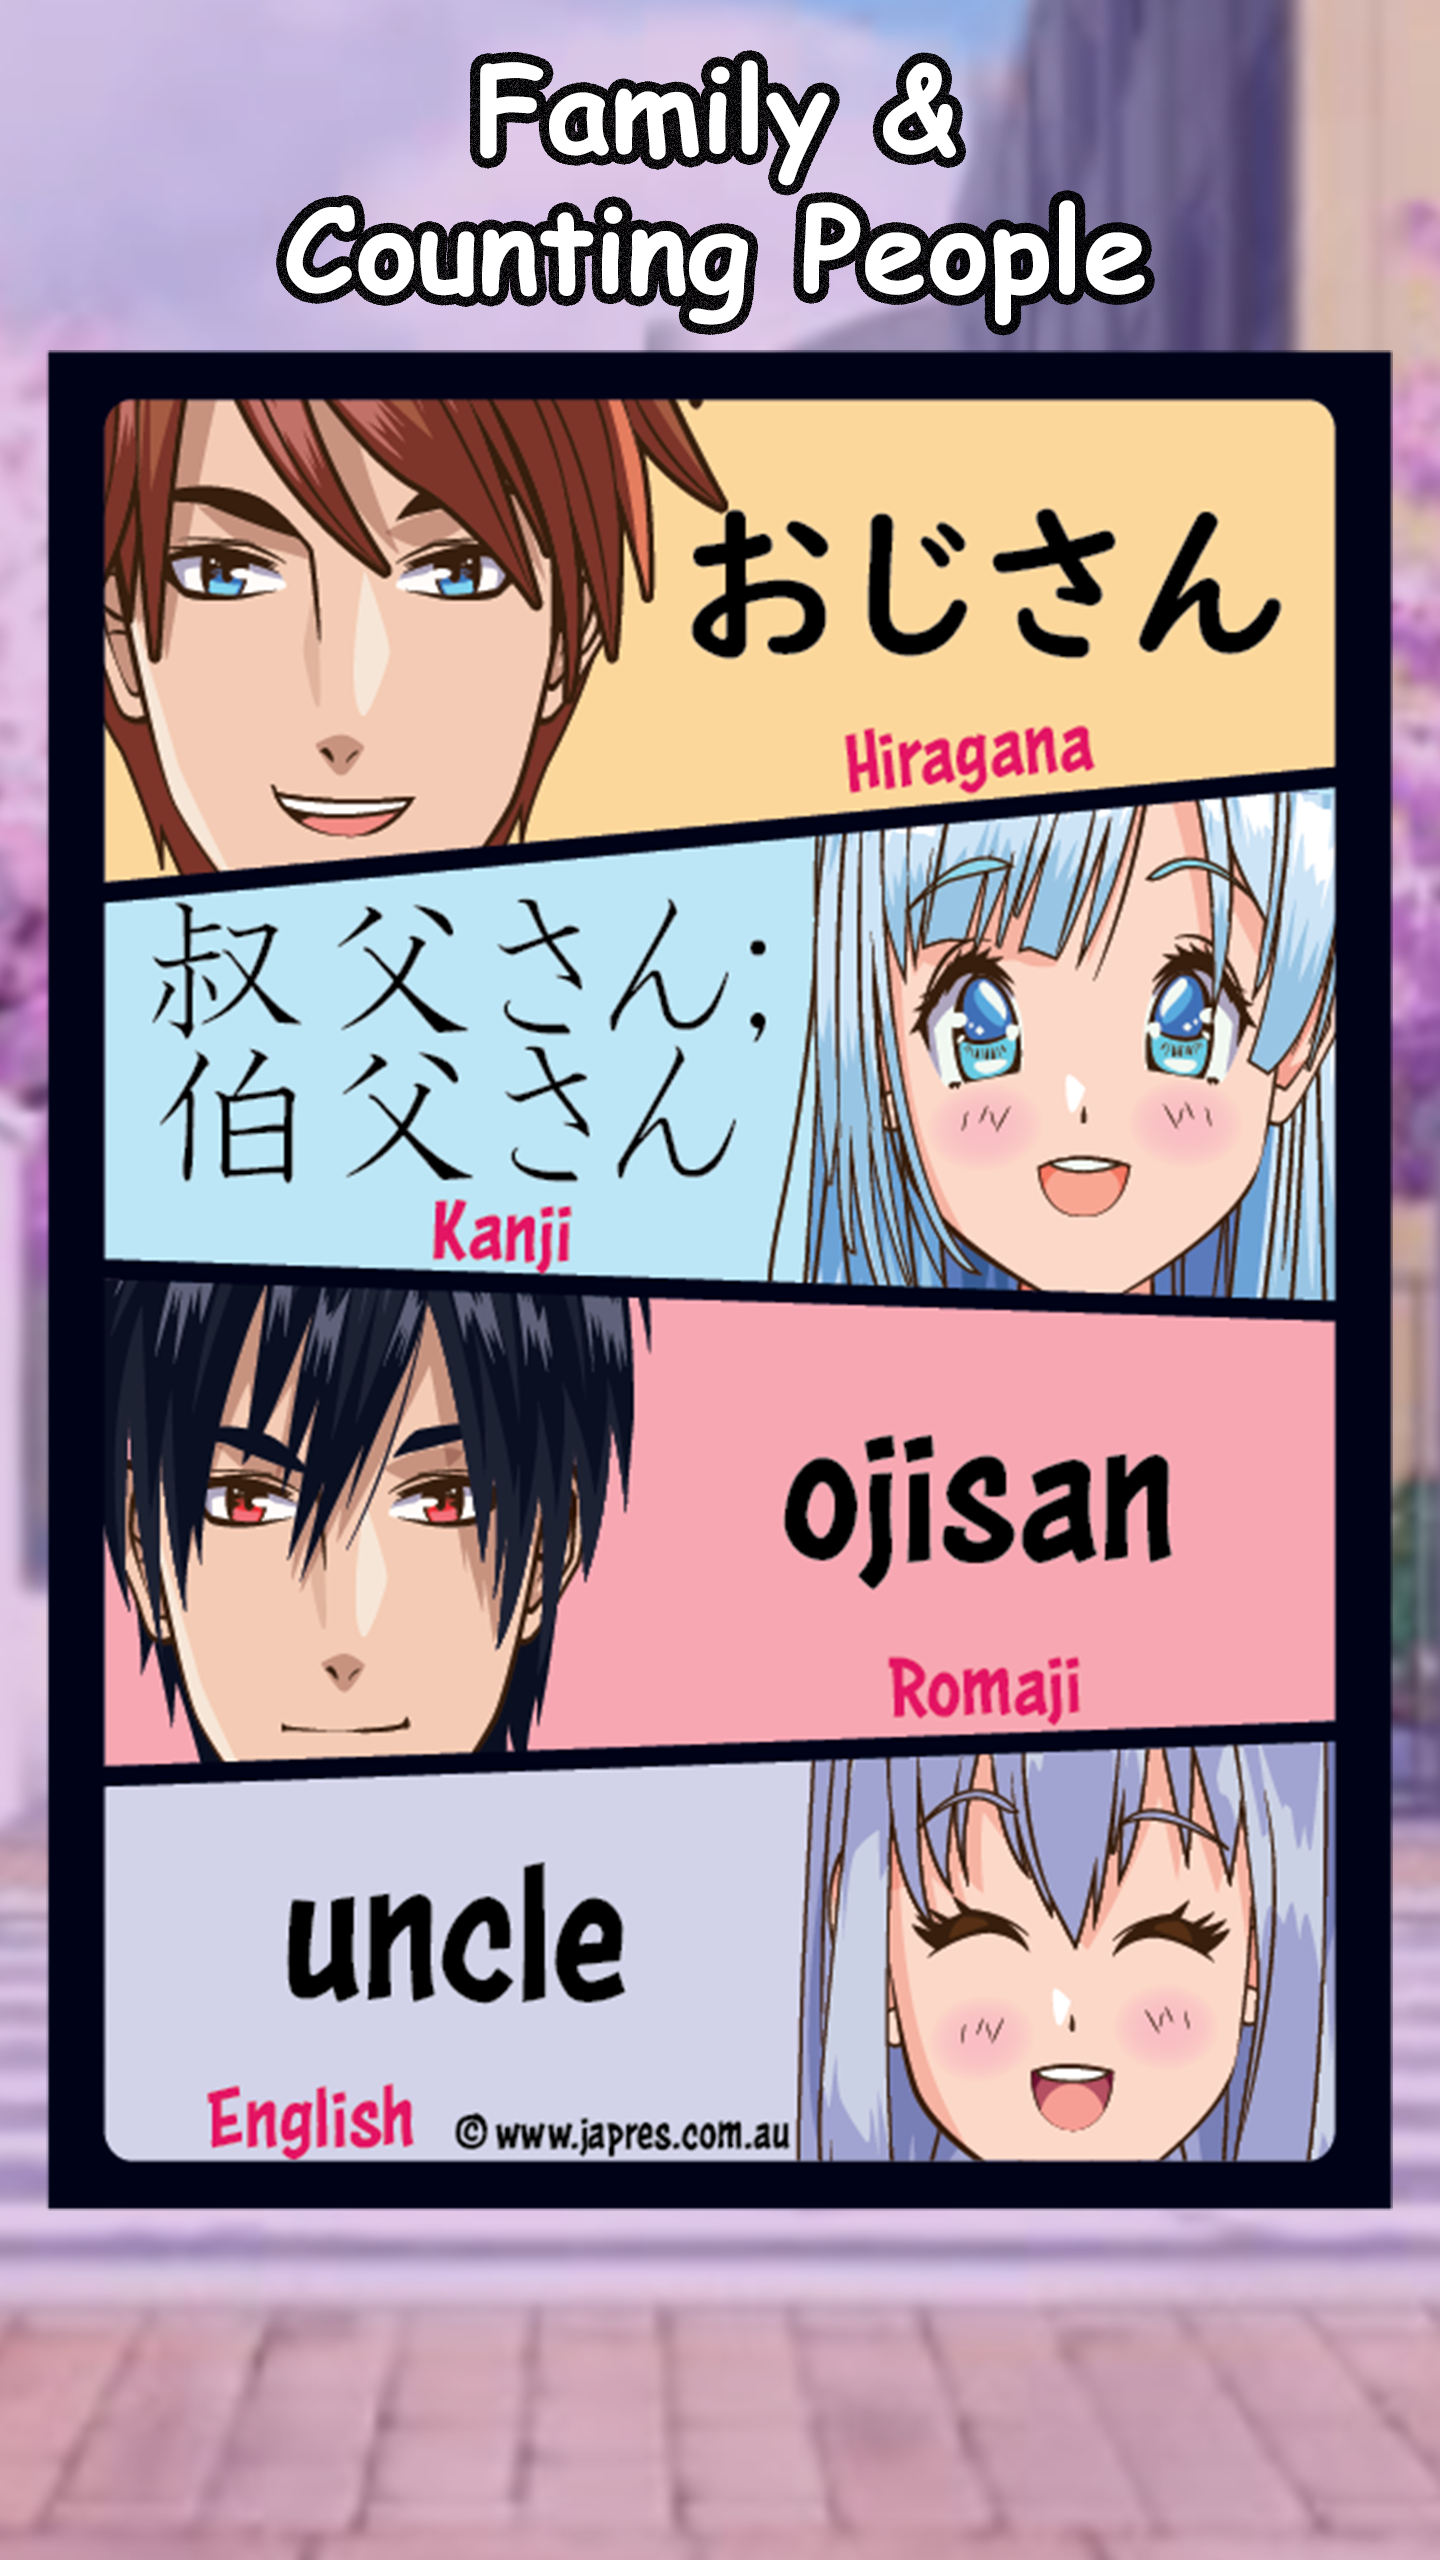 Family &
Counting People
おじさん
Hiragana
叔父さん;
伯父さん
Kanji
ojisan
Romaji
uncle
English
© www.japres.com.au